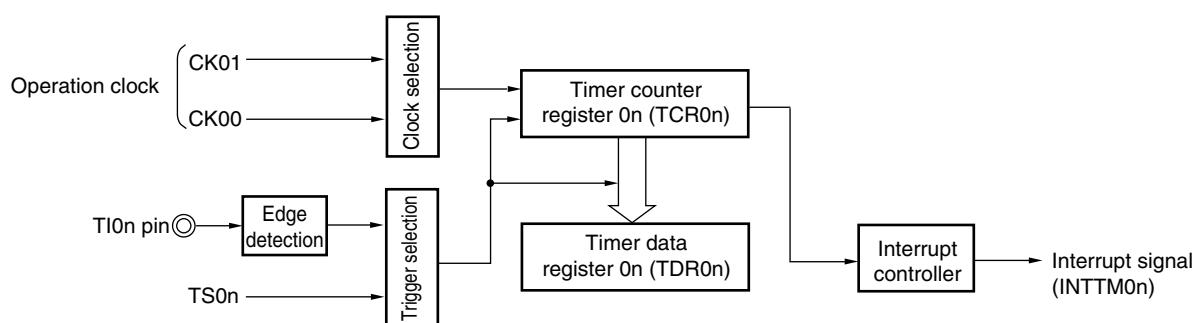 Operation clock
CK01
CK00
Clock selection
Timer counter
register 0n (TCR0n)
TI0n pin
Edge
detection
TS0n
Trigger selection
Timer data
register 0n (TDR0n)
Interrupt
controller
Interrupt signal
(INTTM0n)